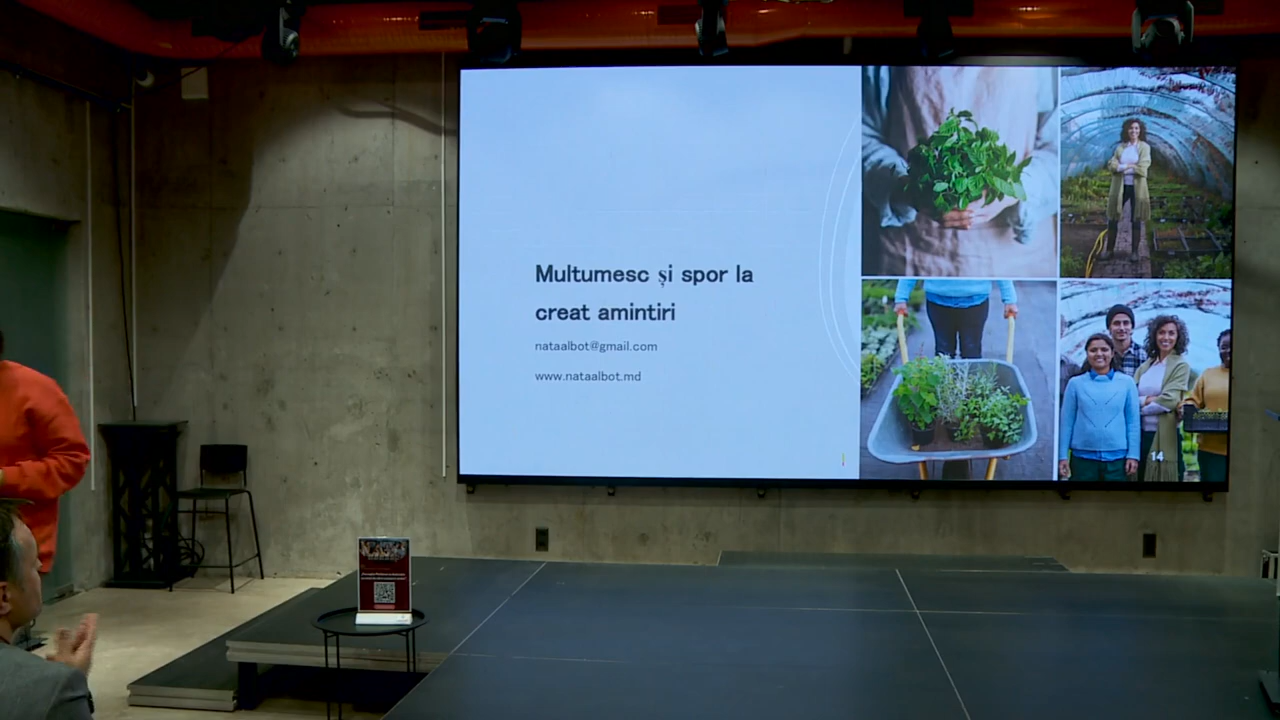 Multumesc și spor la
creat amintiri
nataalbot@gmail.com
www.nataalbot.md
14